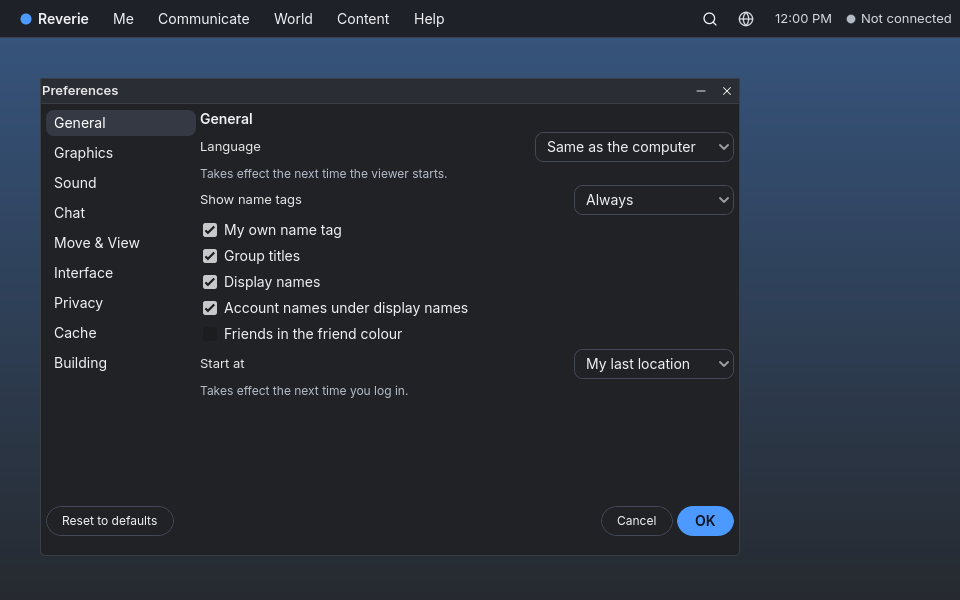 Reverie Me Communicate World Content Help 12:00 PM Not connected
Preferences
General
Graphics
Sound
Chat
Move & View
Interface
Privacy
Cache
Building
General
Language Same as the computer
Takes effect the next time the viewer starts.
Show name tags Always
My own name tag
Group titles
Display names
Account names under display names
Friends in the friend colour
Start at My last location
Takes effect the next time you log in.
Reset to defaults Cancel OK